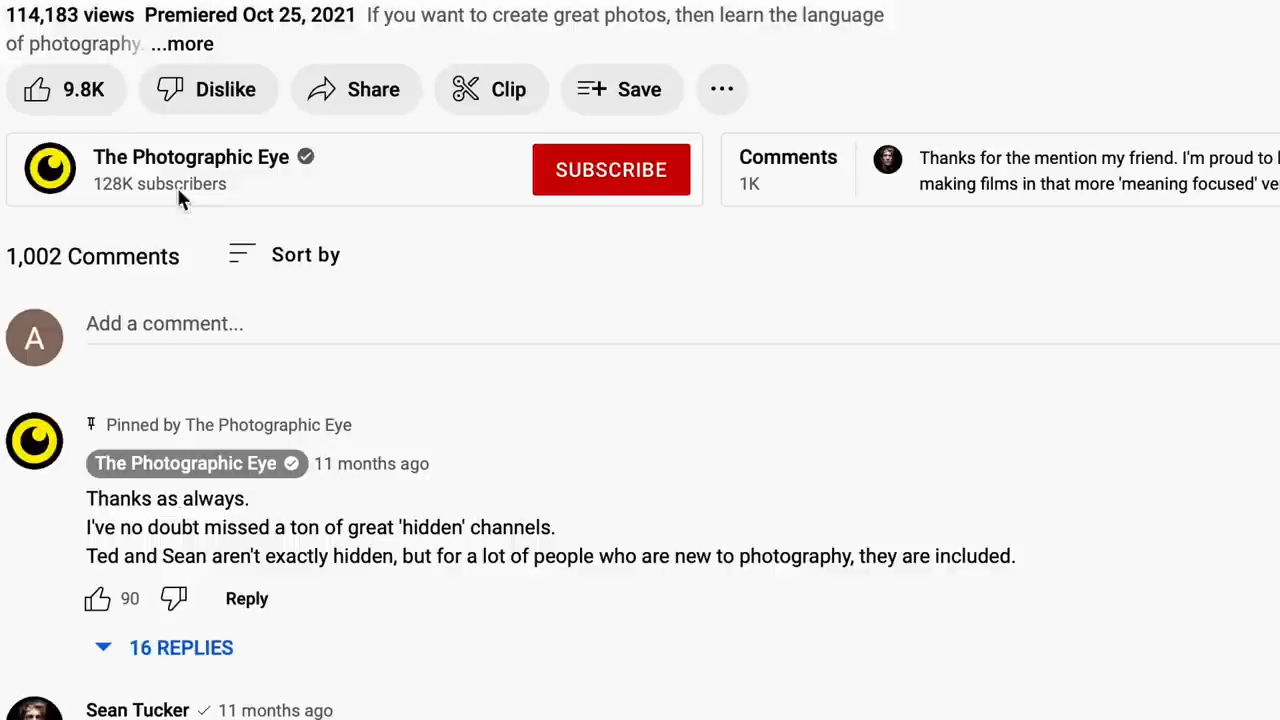 114,183 views Premiered Oct 25, 2021 If you want to create great photos, then learn the language
of photography. ...more
9.8K Dislike Share Clip Save
The Photographic Eye
128K subscribers
SUBSCRIBE
Comments
1K
Thanks for the mention my friend. I'm proud to
making films in that more 'meaning focused'
1,002 Comments Sort by
A
Add a comment...
Pinned by The Photographic Eye
The Photographic Eye 11 months ago
Thanks as always.
I've no doubt missed a ton of great 'hidden' channels.
Ted and Sean aren't exactly hidden, but for a lot of people who are new to photography, they are included.
90 Reply
16 REPLIES
Sean Tucker 11 months ago